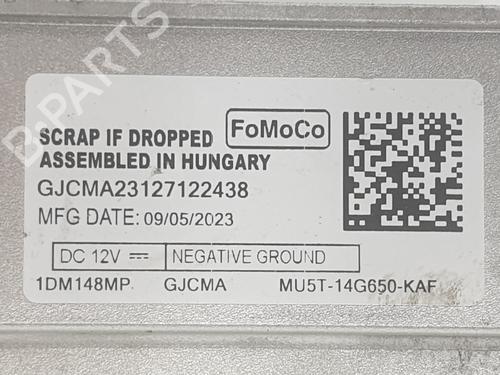 B-PARTS
SCRAP IF DROPPED
ASSEMBLED IN HUNGARY
FoMoCo
GJCMA23127122438
MFG DATE: 09/05/2023
DC 12V NEGATIVE GROUND
1DM148MP GJCMA MU5T-14G650-KAF